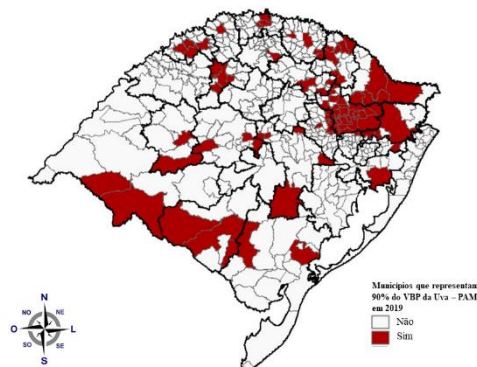 Municípios que representam
90% do VBP da Uva – PAM
em 2019
Não
Sim
N
NO
NE
O
L
SO
SE
S